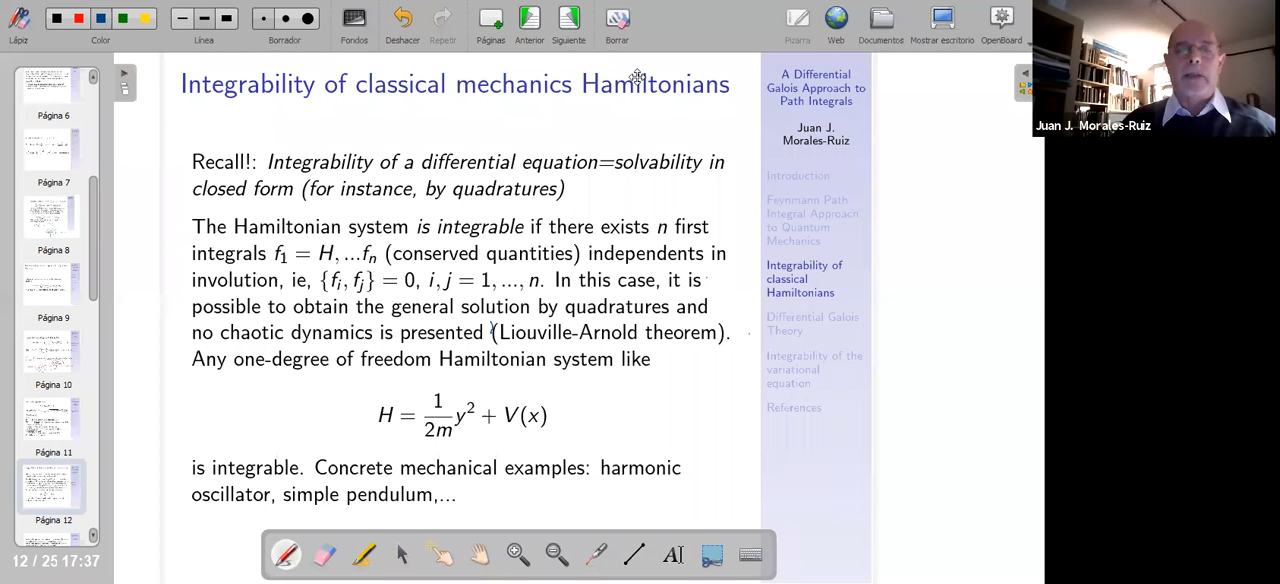 Lápiz
Color
Línea
Borrador
Fondos
Deshacer
Repetir
Páginas
Anterior
Siguiente
Borrar
Pizarra
Web
Documentos
Mostrar escritorio
OpenBoard
Página 6
Página 7
Página 8
Página 9
Página 10
Página 11
Página 12
12 / 25 17:37
Integrability of classical mechanics Hamiltonians
Recall!: Integrability of a differential equation=solvability in
closed form (for instance, by quadratures)
The Hamiltonian system is integrable if there exists n first
integrals f₁ = H, ...fₙ (conserved quantities) independents in
involution, ie, {fᵢ, fⱼ} = 0, i, j = 1, ..., n. In this case, it is
possible to obtain the general solution by quadratures and
no chaotic dynamics is presented (Liouville-Arnold theorem).
Any one-degree of freedom Hamiltonian system like
H = 1/2m y² + V(x)
is integrable. Concrete mechanical examples: harmonic
oscillator, simple pendulum,...
A Differential
Galois Approach to
Path Integrals
Juan J.
Morales-Ruiz
Introduction
Feynmann Path
Integral Approach
to Quantum
Mechanics
Integrability of
classical
Hamiltonians
Differential Galois
Theory
Integrability of the
variational
equation
References
Juan J. Morales-Ruiz